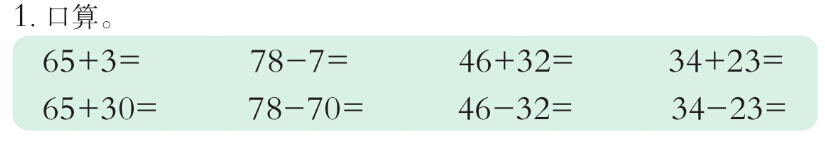 1. 口算。
65+3= 78−7= 46+32= 34+23=
65+30= 78−70= 46−32= 34−23=